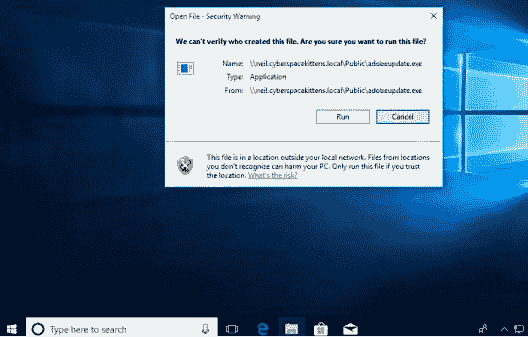 Open File - Security Warning
We can't verify who created this file. Are you sure you want to run this file?
Name: \\neil.cyberspacekittens.local\Public\adobeupdate.exe
Type: Application
From: \\neil.cyberspacekittens.local\Public\adobeupdate.exe
Run Cancel
This file is in a location outside your local network. Files from locations
you don't recognize can harm your PC. Only run this file if you trust
the location. What's the risk?
Type here to search